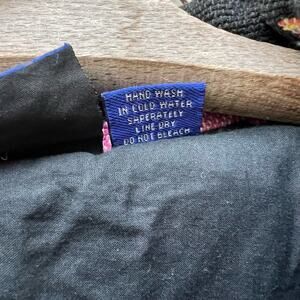 HAND WASH
IN COLD WATER
SAPERATELY
LINE DRY
DO NOT BLEACH